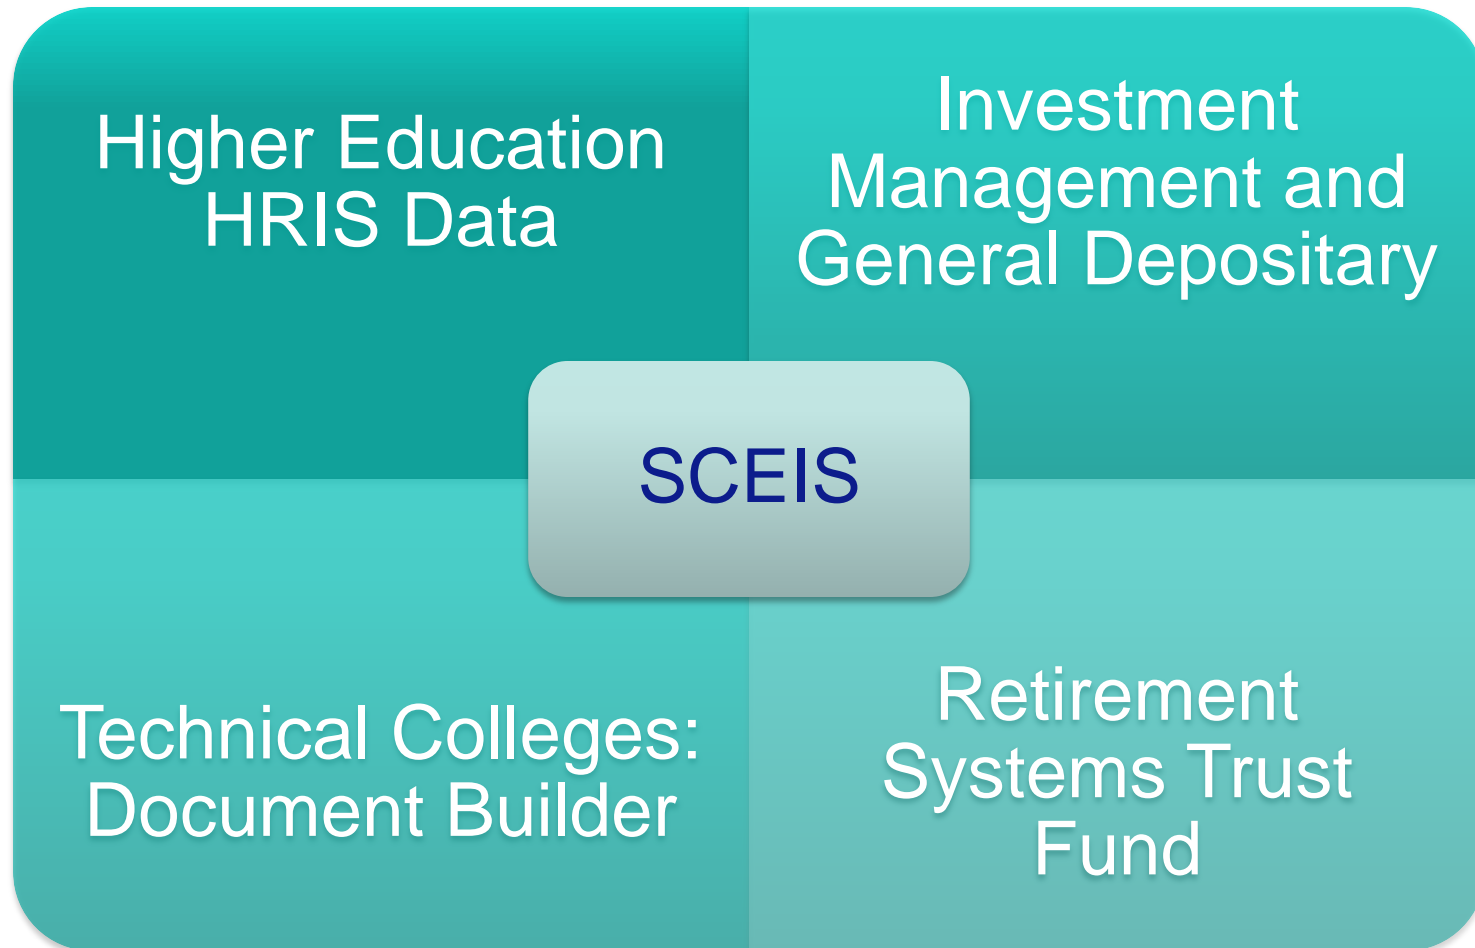 Higher Education
HRIS Data
Investment
Management and
General Depositary
SCEIS
Technical Colleges:
Document Builder
Retirement
Systems Trust
Fund